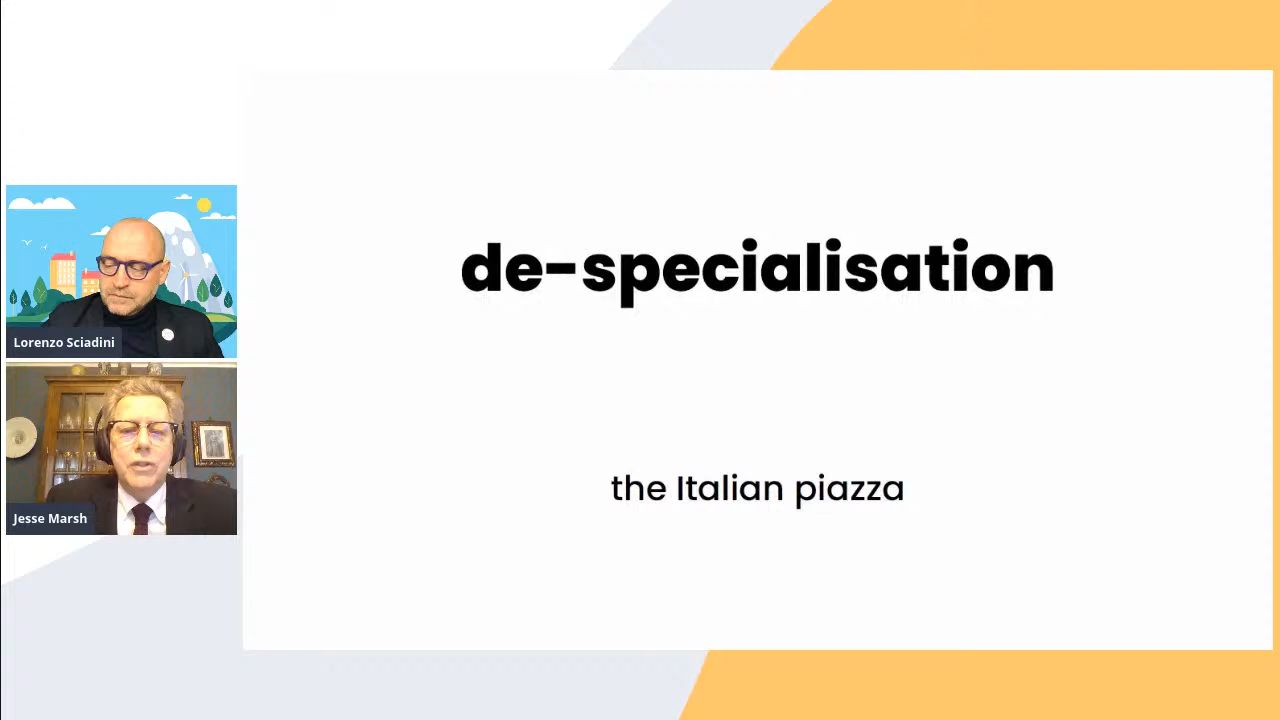 de-specialisation
the Italian piazza
Lorenzo Sciadini
Jesse Marsh